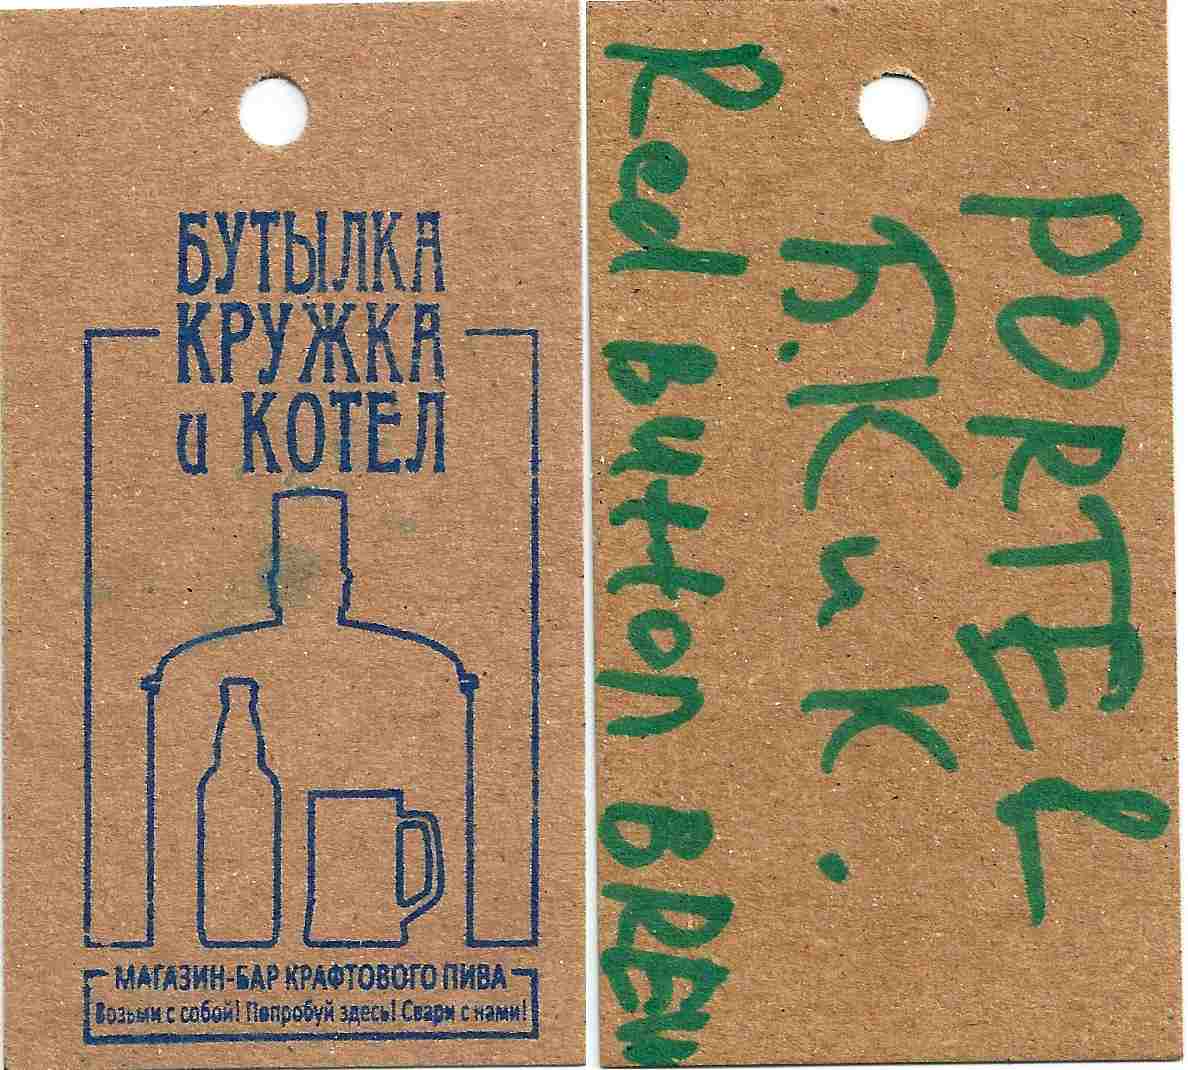 БУТЫЛКА
КРУЖКА
и КОТЕЛ
МАГАЗИН-БАР КРАФТОВОГО ПИВА
Возьми с собой! Попробуй здесь! Свари с нами!
PORTER
Б.К и К.
Red Button BREW